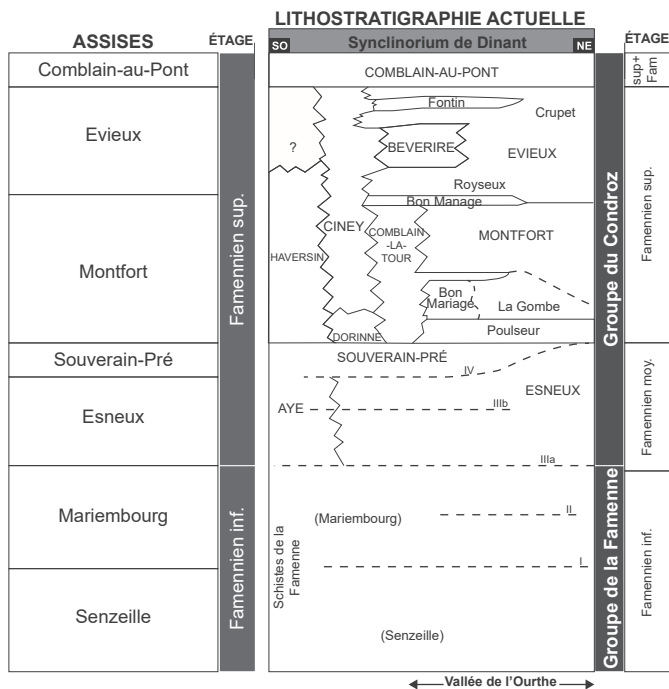 LITHOSTRATIGRAPHIE ACTUELLE
ASSISES
ÉTAGE
SO
Synclinorium de Dinant
NE
ÉTAGE
Comblain-au-Pont
COMBLAIN-AU-PONT
sup+
Fam
Evieux
Montfort
Souverain-Pré
Esneux
Mariembourg
Senzeille
Famennien sup.
Famennien inf.
Fontin
Crupet
?
BEVERIRE
EVIEUX
Royseux
Bon Manage
CINEY
COMBLAIN
-LA-
TOUR
MONTFORT
HAVERSIN
Bon
Mariagé
La Gombe
DORINNE
Poulseur
SOUVERAIN-PRÉ
IV
ESNEUX
AYE
IIIb
IIIa
(Mariembourg)
II
Schistes de la
Famenne
I
(Senzeille)
Groupe du Condroz
Groupe de la Famenne
Famennien sup.
Famennien moy.
Famennien inf.
Vallée de l'Ourthe